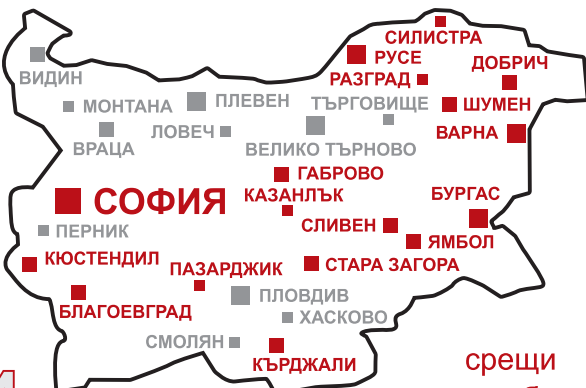 СИЛИСТРА
РУСЕ
ДОБРИЧ
ВИДИН
РАЗГРАД
МОНТАНА
ПЛЕВЕН
ТЪРГОВИЩЕ
ШУМЕН
ВРАЦА
ЛОВЕЧ
ВЕЛИКО ТЪРНОВО
ВАРНА
ГАБРОВО
КАЗАНЛЪК
БУРГАС
СОФИЯ
СЛИВЕН
ПЕРНИК
ЯМБОЛ
КЮСТЕНДИЛ
ПАЗАРДЖИК
СТАРА ЗАГОРА
ПЛОВДИВ
БЛАГОЕВГРАД
ХАСКОВО
СМОЛЯН
КЪРДЖАЛИ
срещи